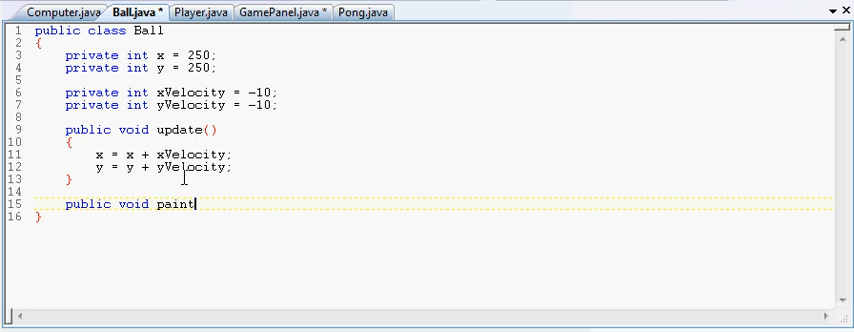 Computer.java Ball.java * Player.java GamePanel.java * Pong.java
1 public class Ball
2 {
3 private int x = 250;
4 private int y = 250;
5
6 private int xVelocity = -10;
7 private int yVelocity = -10;
8
9 public void update()
10 {
11 x = x + xVelocity;
12 y = y + yVelocity;
13 }
14
15 public void paint
16 }